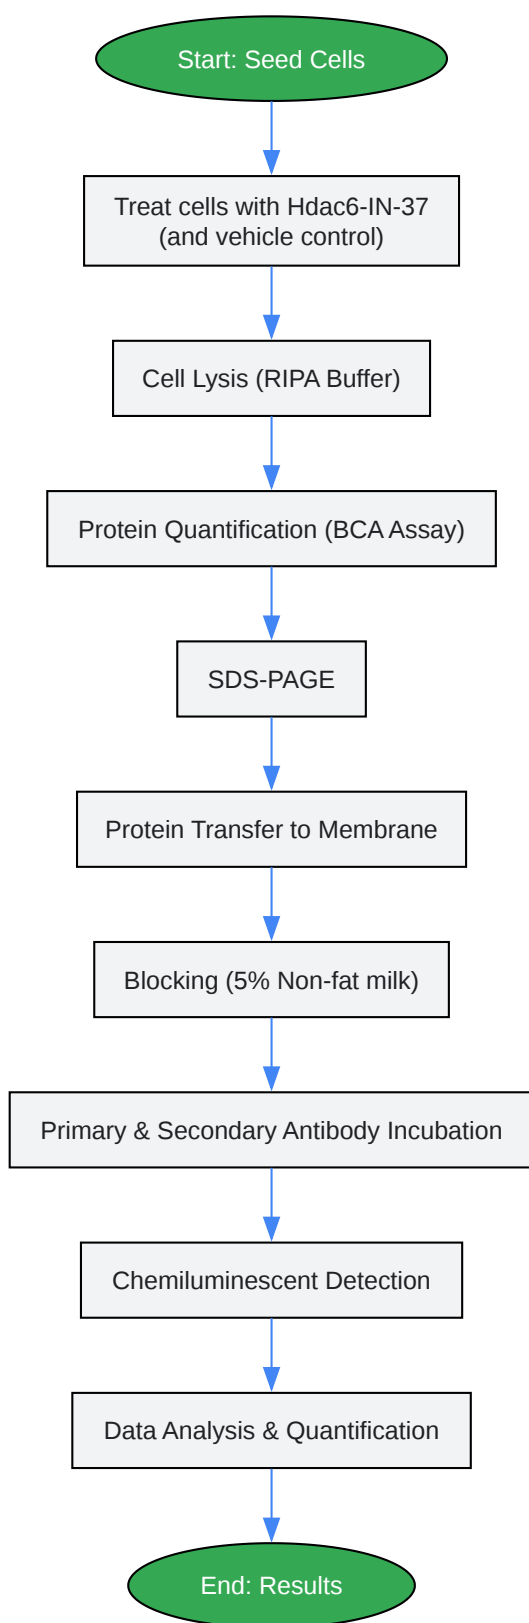 Start: Seed Cells
Treat cells with Hdac6-IN-37
(and vehicle control)
Cell Lysis (RIPA Buffer)
Protein Quantification (BCA Assay)
SDS-PAGE
Protein Transfer to Membrane
Blocking (5% Non-fat milk)
Primary & Secondary Antibody Incubation
Chemiluminescent Detection
Data Analysis & Quantification
End: Results